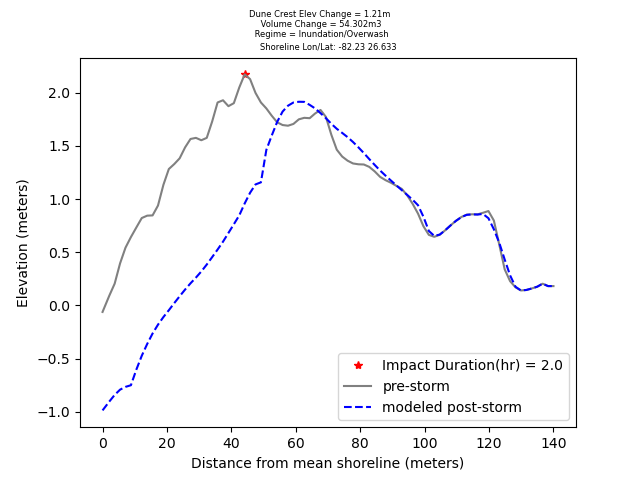 Dune Crest Elev Change = 1.21m
Volume Change = 54.302m3
Regime = Inundation/Overwash
Shoreline Lon/Lat: -82.23 26.633
2.0
1.5
1.0
0.5
0.0
−0.5
−1.0
Elevation (meters)
Impact Duration(hr) = 2.0
pre-storm
modeled post-storm
0 20 40 60 80 100 120 140
Distance from mean shoreline (meters)